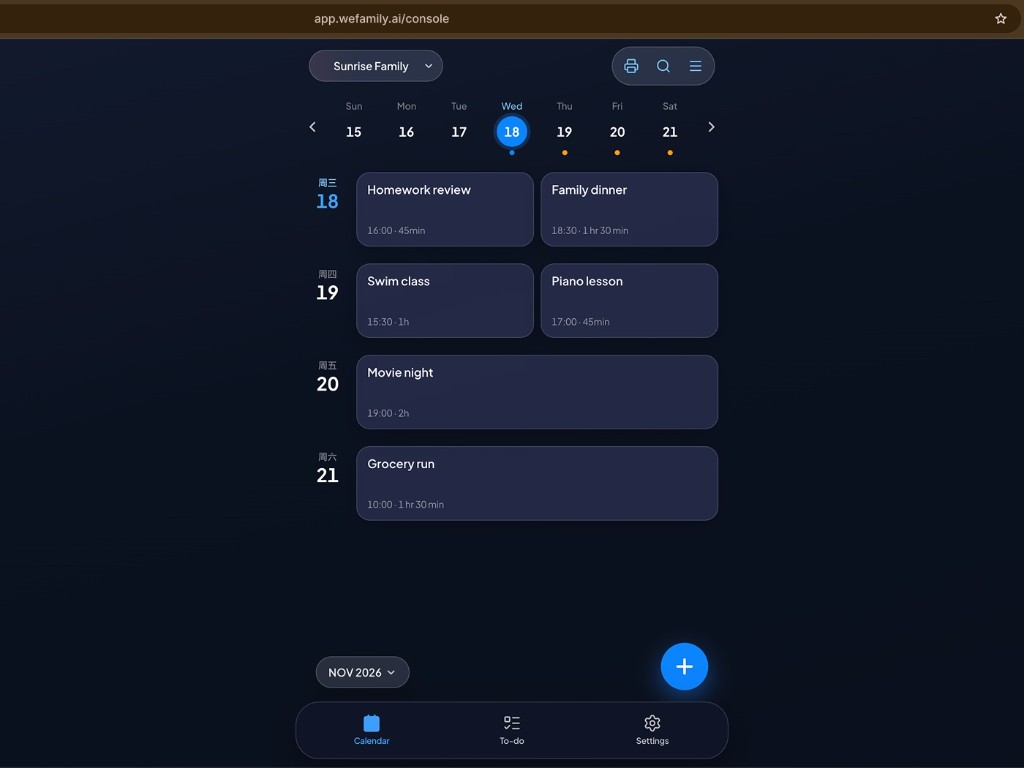 app.wefamily.ai/console
Sunrise Family
Sun Mon Tue Wed Thu Fri Sat
15 16 17 18 19 20 21
周三
18
Homework review
16:00 · 45min
Family dinner
18:30 · 1 hr 30 min
周四
19
Swim class
15:30 · 1h
Piano lesson
17:00 · 45min
周五
20
Movie night
19:00 · 2h
周六
21
Grocery run
10:00 · 1 hr 30 min
NOV 2026
Calendar
To-do
Settings